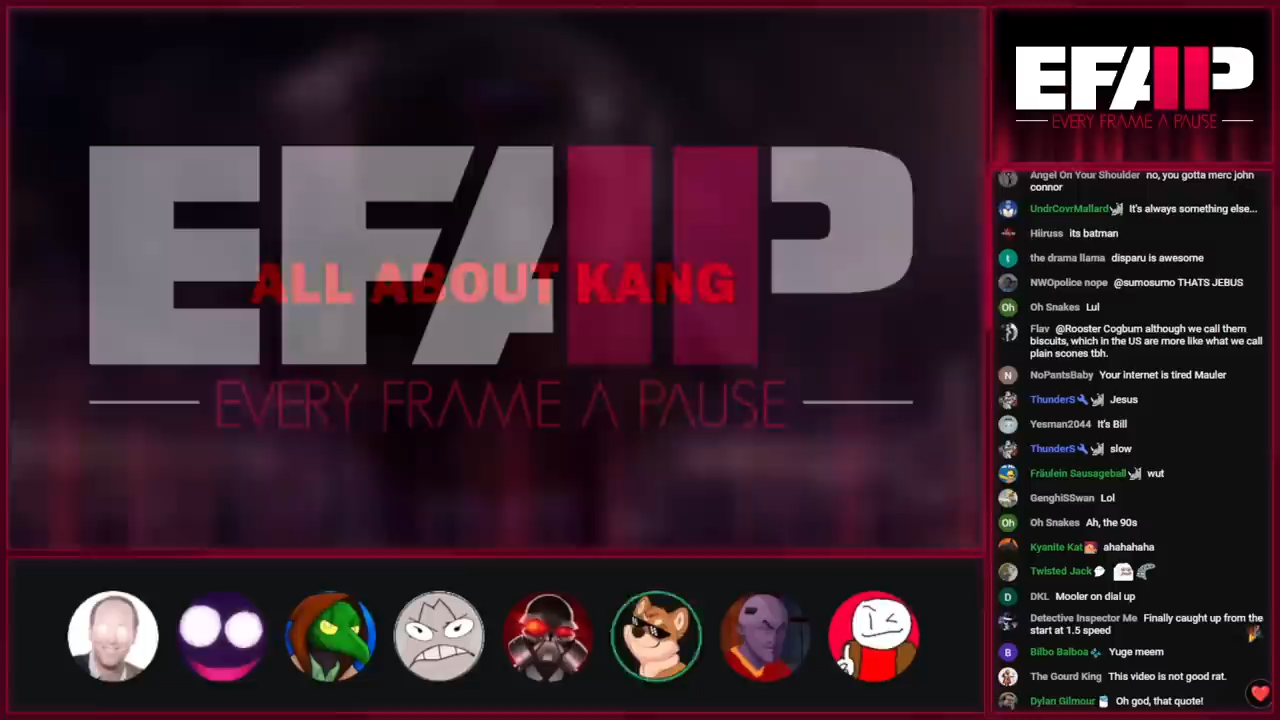 EFAP
ALL ABOUT KANG
EVERY FRAME A PAUSE
EFAP
EVERY FRAME A PAUSE
Angel On Your Shoulder no, you gotta merc john
connor
UndrCovrMallard It's always something else...
Hiiruss its batman
the drama llama disparu is awesome
NWOpolice nope @sumosumo THATS JEBUS
Oh Oh Snakes Lul
Flav @Rooster Cogburn although we call them
biscuits, which in the US are more like what we call
plain scones tbh.
N NoPantsBaby Your internet is tired Mauler
ThunderS Jesus
Yesman2044 It's Bill
ThunderS slow
Fräulein Sausageball wut
GenghiSSwan Lol
Oh Oh Snakes Ah, the 90s
Kyanite Kat ahahahaha
Twisted Jack
D DKL Mooler on dial up
Detective Inspector Me Finally caught up from the
start at 1.5 speed
B Bilbo Balboa Yuge meem
The Gourd King This video is not good rat.
Dylan Gilmour Oh god, that quote!